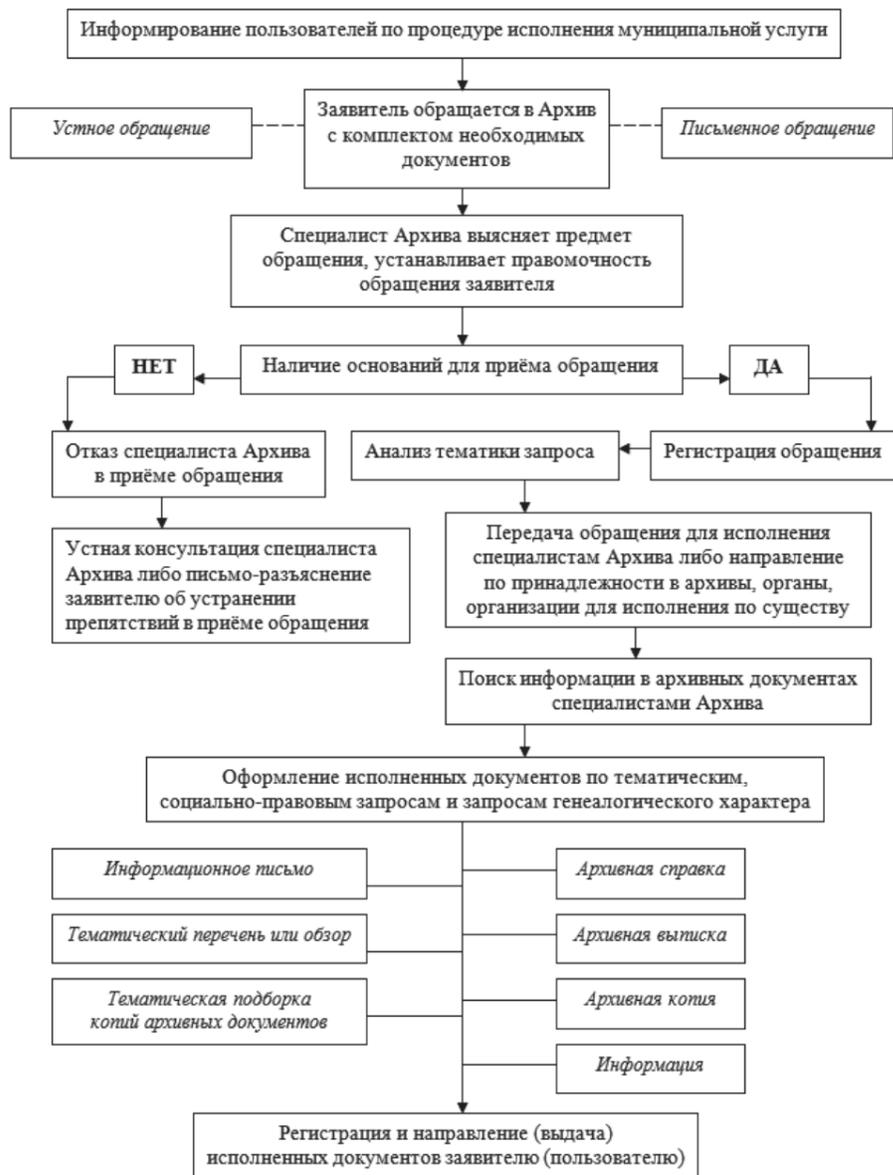 Информирование пользователей по процедуре исполнения муниципальной услуги
Устное обращение
Заявитель обращается в Архив
с комплектом необходимых
документов
Письменное обращение
Специалист Архива выясняет предмет
обращения, устанавливает правомочность
обращения заявителя
НЕТ
Наличие оснований для приёма обращения
ДА
Отказ специалиста Архива
в приёме обращения
Анализ тематики запроса
Регистрация обращения
Устная консультация специалиста
Архива либо письмо-разъяснение
заявителю об устранении
препятствий в приёме обращения
Передача обращения для исполнения
специалистам Архива либо направление
по принадлежности в архивы, органы,
организации для исполнения по существу
Поиск информации в архивных документах
специалистами Архива
Оформление исполненных документов по тематическим,
социально-правовым запросам и запросам генеалогического характера
Информационное письмо
Архивная справка
Тематический перечень или обзор
Архивная выписка
Тематическая подборка
копий архивных документов
Архивная копия
Информация
Регистрация и направление (выдача)
исполненных документов заявителю (пользователю)